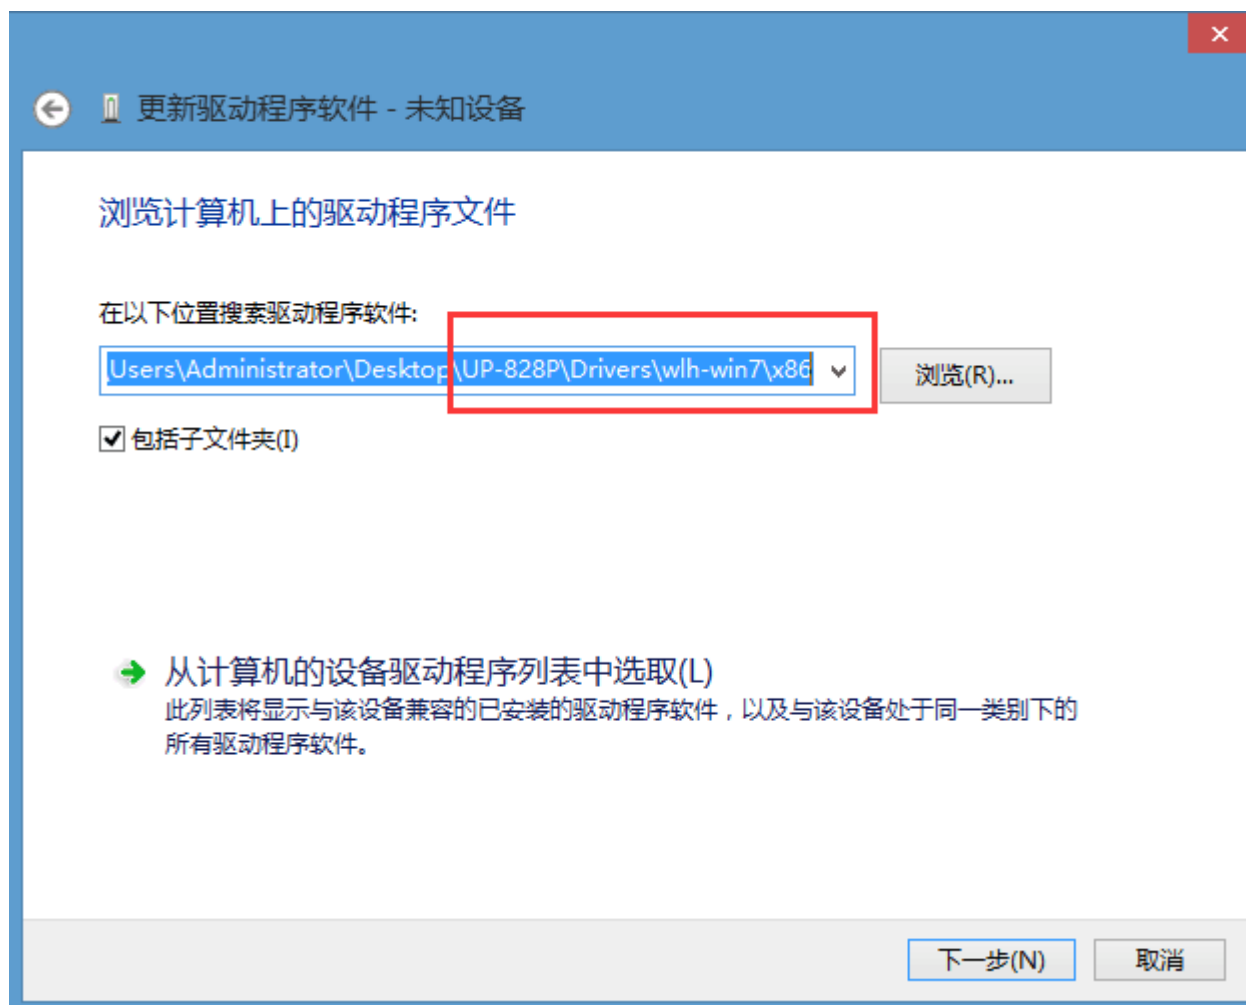 更新驱动程序软件 - 未知设备
浏览计算机上的驱动程序文件
在以下位置搜索驱动程序软件:
Users\Administrator\Desktop\UP-828P\Drivers\wlh-win7\x86
浏览(R)...
包括子文件夹(I)
从计算机的设备驱动程序列表中选取(L)
此列表将显示与该设备兼容的已安装的驱动程序软件，以及与该设备处于同一类别下的
所有驱动程序软件。
下一步(N)
取消